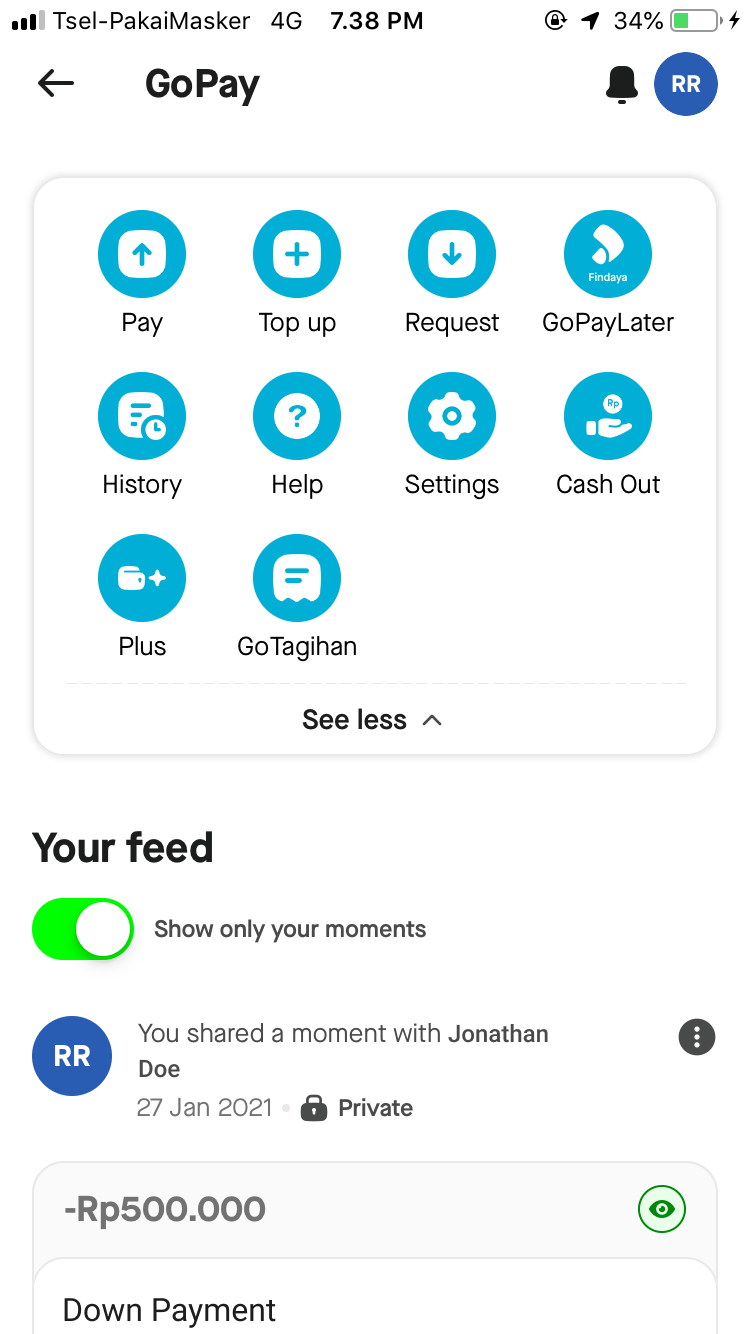 Tsel-PakaiMasker 4G 7.38 PM 34%
GoPay RR
Findaya
Pay Top up Request GoPayLater
Rp
History Help Settings Cash Out
Plus GoTagihan
See less
Your feed
Show only your moments
RR
You shared a moment with Jonathan
Doe
27 Jan 2021 • Private
-Rp500.000
Down Payment